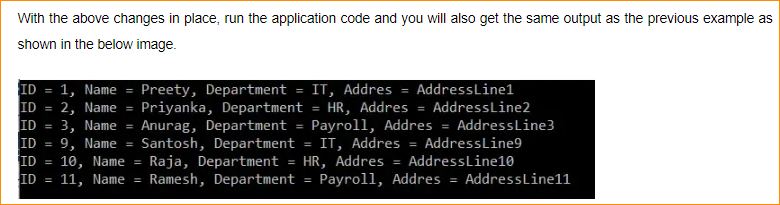 With the above changes in place, run the application code and you will also get the same output as the previous example as
shown in the below image.
ID = 1, Name = Preety, Department = IT, Addres = AddressLine1
ID = 2, Name = Priyanka, Department = HR, Addres = AddressLine2
ID = 3, Name = Anurag, Department = Payroll, Addres = AddressLine3
ID = 9, Name = Santosh, Department = IT, Addres = AddressLine9
ID = 10, Name = Raja, Department = HR, Addres = AddressLine10
ID = 11, Name = Ramesh, Department = Payroll, Addres = AddressLine11